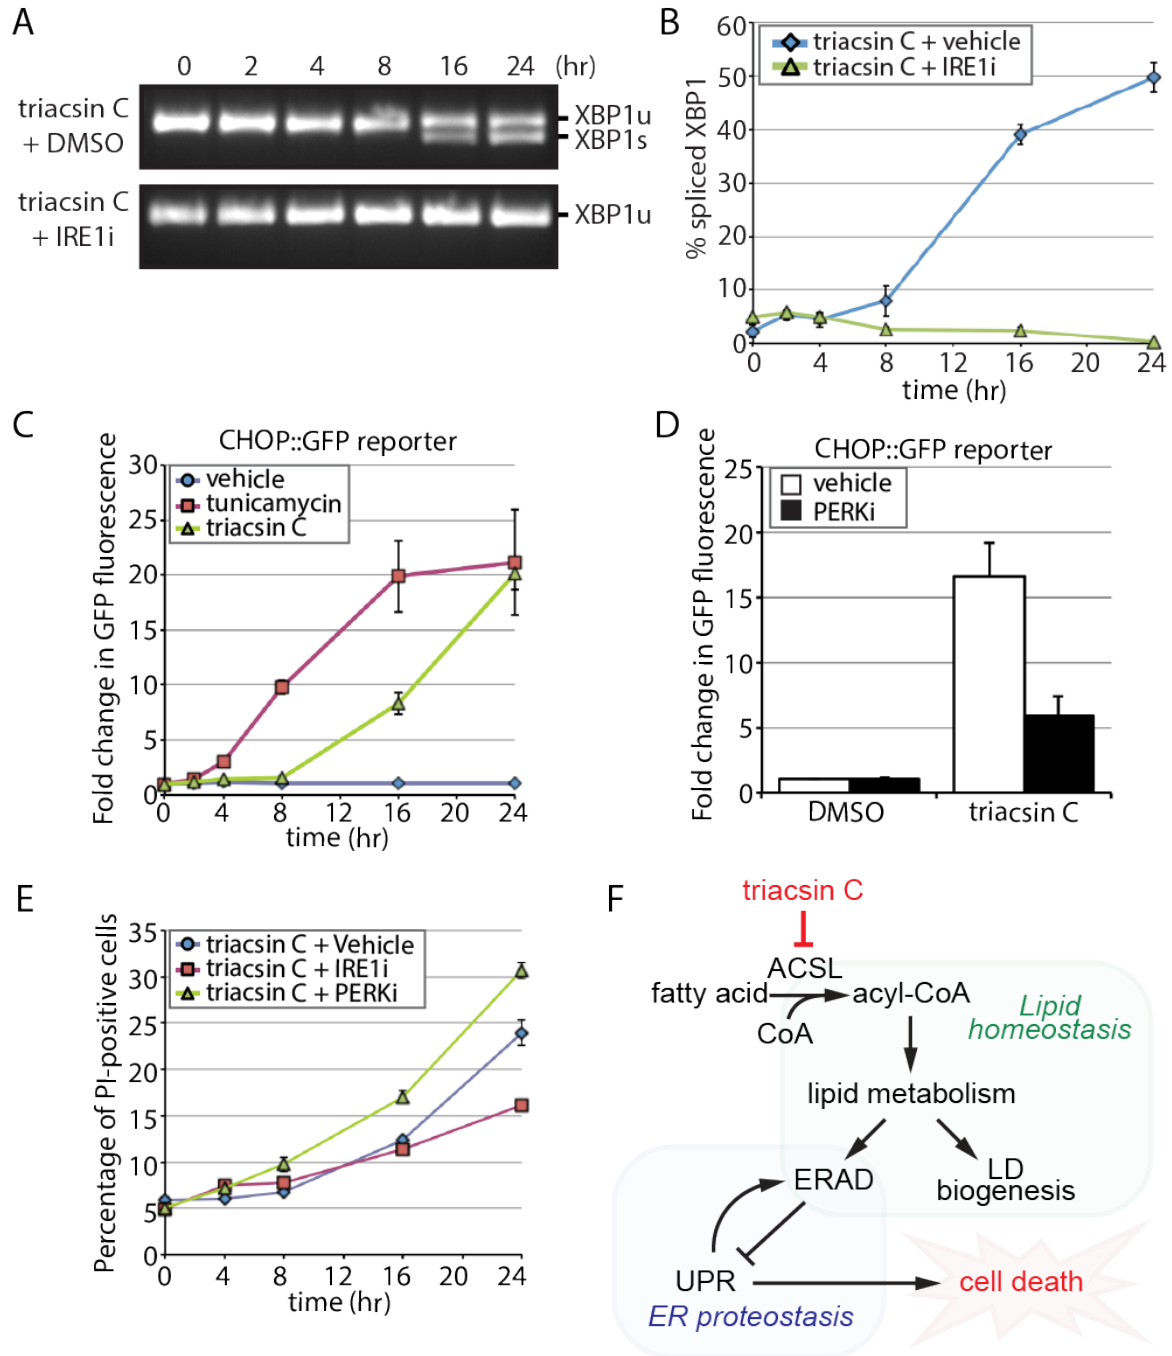 A
0 2 4 8 16 24 (hr)
triacsin C
+ DMSO
XBP1u
XBP1s
triacsin C
+ IRE1i
XBP1u
B
triacsin C + vehicle
triacsin C + IRE1i
% spliced XBP1
60
50
40
30
20
10
0
0 4 8 12 16 20 24
time (hr)
C
CHOP::GFP reporter
vehicle
tunicamycin
triacsin C
Fold change in GFP fluorescence
30
25
20
15
10
5
0
0 4 8 12 16 20 24
time (hr)
D
CHOP::GFP reporter
vehicle
PERKi
Fold change in GFP fluorescence
25
20
15
10
5
0
DMSO triacsin C
E
triacsin C + Vehicle
triacsin C + IRE1i
triacsin C + PERKi
Percentage of PI-positive cells
35
30
25
20
15
10
5
0
0 4 8 12 16 20 24
time (hr)
F
triacsin C
ACSL
fatty acid acyl-CoA
CoA
Lipid
homeostasis
lipid metabolism
ERAD
LD
biogenesis
UPR
cell death
ER proteostasis